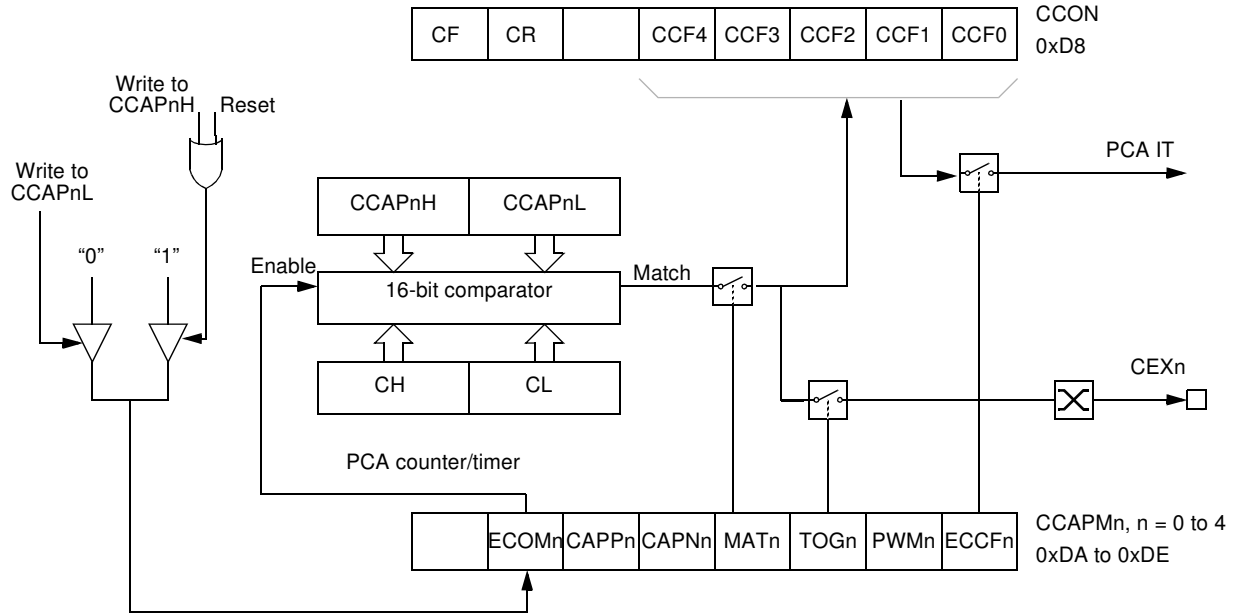 CF CR CCF4 CCF3 CCF2 CCF1 CCF0
CCON
0xD8
Write to
CCAPnH Reset
Write to
CCAPnL
“0” “1”
PCA IT
CCAPnH CCAPnL
Enable
16-bit comparator
Match
CH CL
CEXn
PCA counter/timer
ECOMn CAPPn CAPNn MATn TOGn PWMn ECCFn
CCAPMn, n = 0 to 4
0xDA to 0xDE